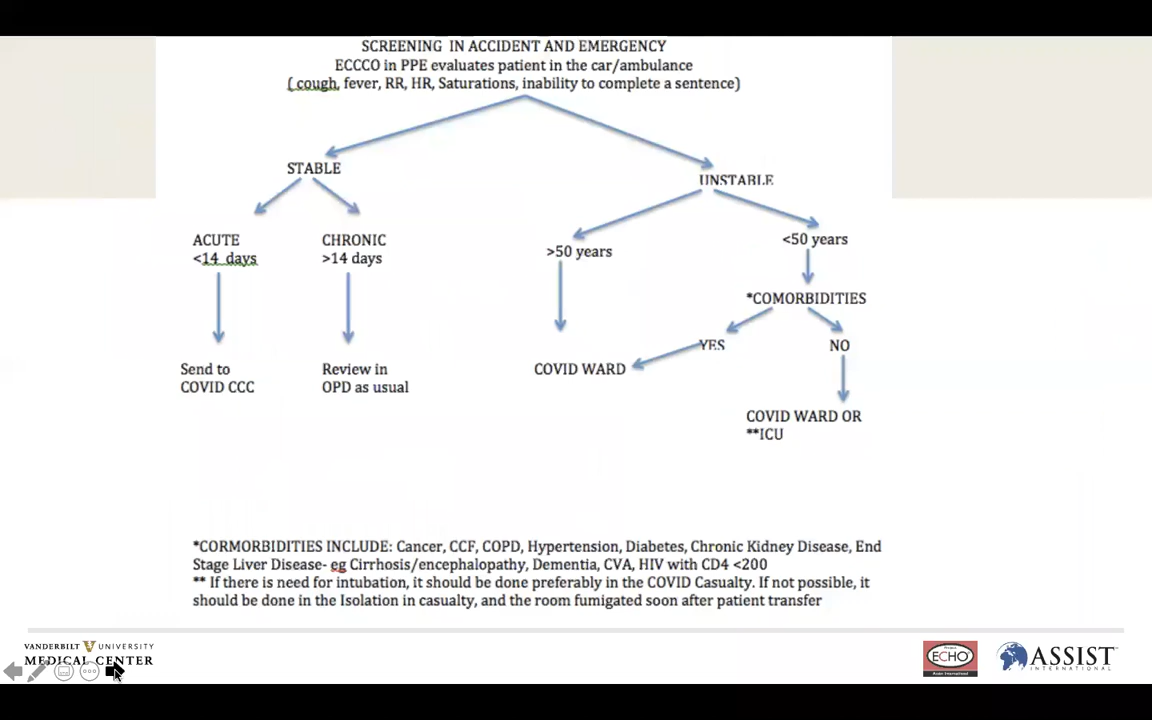 SCREENING IN ACCIDENT AND EMERGENCY
ECCCO in PPE evaluates patient in the car/ambulance
( cough, fever, RR, HR, Saturations, inability to complete a sentence)
STABLE
UNSTABLE
ACUTE
<14 days
CHRONIC
>14 days
>50 years
<50 years
*COMORBIDITIES
YES
NO
Send to
COVID CCC
Review in
OPD as usual
COVID WARD
COVID WARD OR
**ICU
*CORMORBIDITIES INCLUDE: Cancer, CCF, COPD, Hypertension, Diabetes, Chronic Kidney Disease, End
Stage Liver Disease- eg Cirrhosis/encephalopathy, Dementia, CVA, HIV with CD4 <200
** If there is need for intubation, it should be done preferably in the COVID Casualty. If not possible, it
should be done in the Isolation in casualty, and the room fumigated soon after patient transfer
VANDERBILT V UNIVERSITY
MEDICAL CENTER
ECHO
ASSIST
INTERNATIONAL